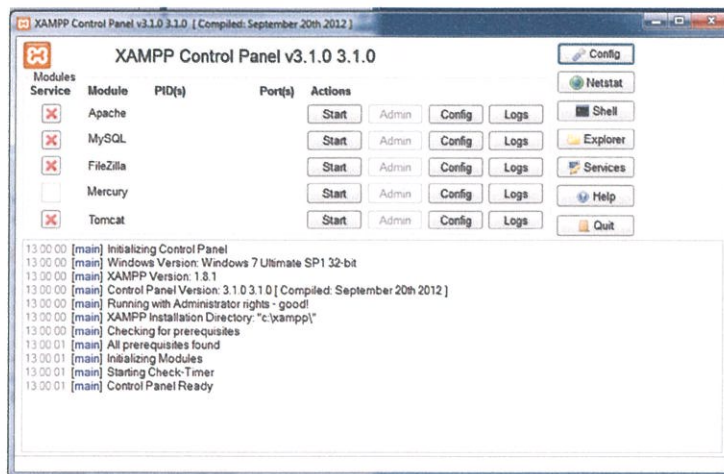 XAMPP Control Panel v3.1.0 3.1.0 [ Compiled: September 20th 2012 ]
XAMPP Control Panel v3.1.0 3.1.0
Config
Modules
Service Module PID(s) Port(s) Actions
Netstat
Apache Start Admin Config Logs
Shell
MySQL Start Admin Config Logs
Explorer
FileZilla Start Admin Config Logs
Services
Mercury Start Admin Config Logs
Help
Tomcat Start Admin Config Logs
Quit
13:00:00 [main] Initializing Control Panel
13:00:00 [main] Windows Version: Windows 7 Ultimate SP1 32-bit
13:00:00 [main] XAMPP Version: 1.8.1
13:00:00 [main] Control Panel Version: 3.1.0 3.1.0 [ Compiled: September 20th 2012 ]
13:00:00 [main] Running with Administrator rights - good!
13:00:00 [main] XAMPP Installation Directory: "c:\xampp\"
13:00:00 [main] Checking for prerequisites
13:00:01 [main] All prerequisites found
13:00:01 [main] Initializing Modules
13:00:01 [main] Starting Check-Timer
13:00:01 [main] Control Panel Ready